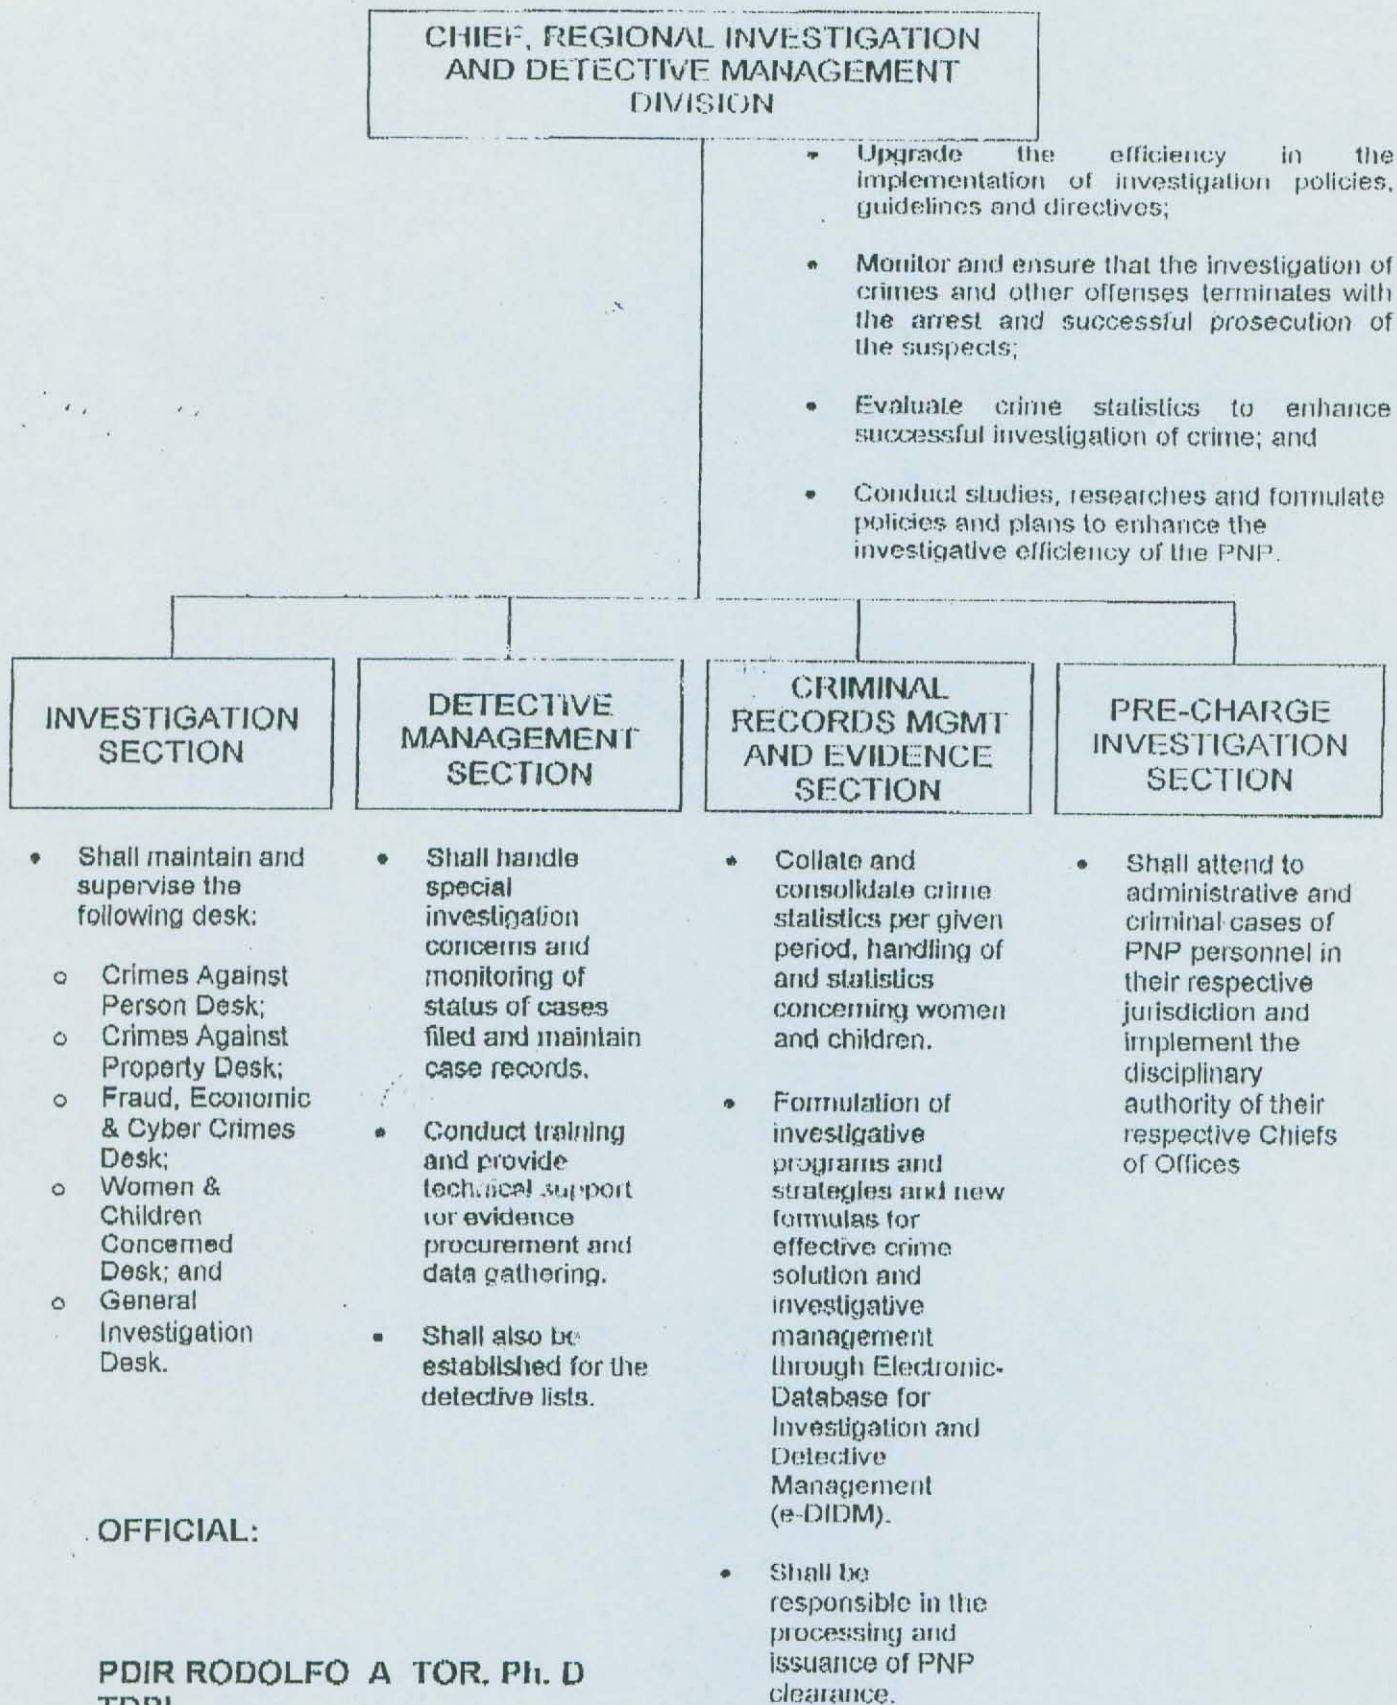 CHIEF, REGIONAL INVESTIGATION
AND DETECTIVE MANAGEMENT
DIVISION
• Upgrade the efficiency in the
implementation of investigation policies,
guidelines and directives;
• Monitor and ensure that the investigation of
crimes and other offenses terminates with
the arrest and successful prosecution of
the suspects;
• Evaluate crime statistics to enhance
successful investigation of crime; and
• Conduct studies, researches and formulate
policies and plans to enhance the
investigative efficiency of the PNP.
INVESTIGATION
SECTION
• Shall maintain and
supervise the
following desk:
o Crimes Against
Person Desk;
o Crimes Against
Property Desk;
o Fraud, Economic
& Cyber Crimes
Desk;
o Women &
Children
Concerned
Desk; and
o General
Investigation
Desk.
DETECTIVE
MANAGEMENT
SECTION
• Shall handle
special
investigation
concerns and
monitoring of
status of cases
filed and maintain
case records.
• Conduct training
and provide
technical support
for evidence
procurement and
data gathering.
• Shall also be
established for the
detective lists.
CRIMINAL
RECORDS MGMT
AND EVIDENCE
SECTION
• Collate and
consolidate crime
statistics per given
period, handling of
and statistics
concerning women
and children.
• Formulation of
investigative
programs and
strategies and new
formulas for
effective crime
solution and
investigative
management
through Electronic-
Database for
Investigation and
Detective
Management
(e-DIDM).
• Shall be
responsible in the
processing and
issuance of PNP
clearance.
PRE-CHARGE
INVESTIGATION
SECTION
• Shall attend to
administrative and
criminal cases of
PNP personnel in
their respective
jurisdiction and
implement the
disciplinary
authority of their
respective Chiefs
of Offices
OFFICIAL:
PDIR RODOLFO A TOR, Ph. D